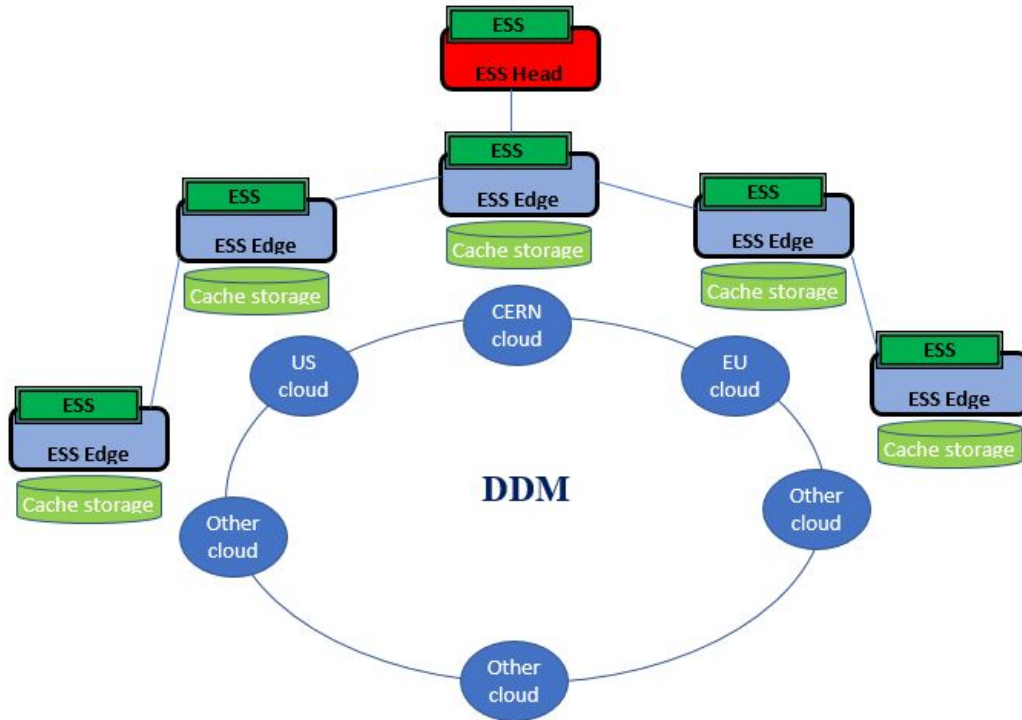 ESS
ESS Head
ESS
ESS Edge
Cache storage
ESS
ESS Edge
Cache storage
ESS
ESS Edge
Cache storage
ESS
ESS Edge
Cache storage
ESS
ESS Edge
Cache storage
CERN
cloud
US
cloud
EU
cloud
DDM
Other
cloud
Other
cloud
Other
cloud